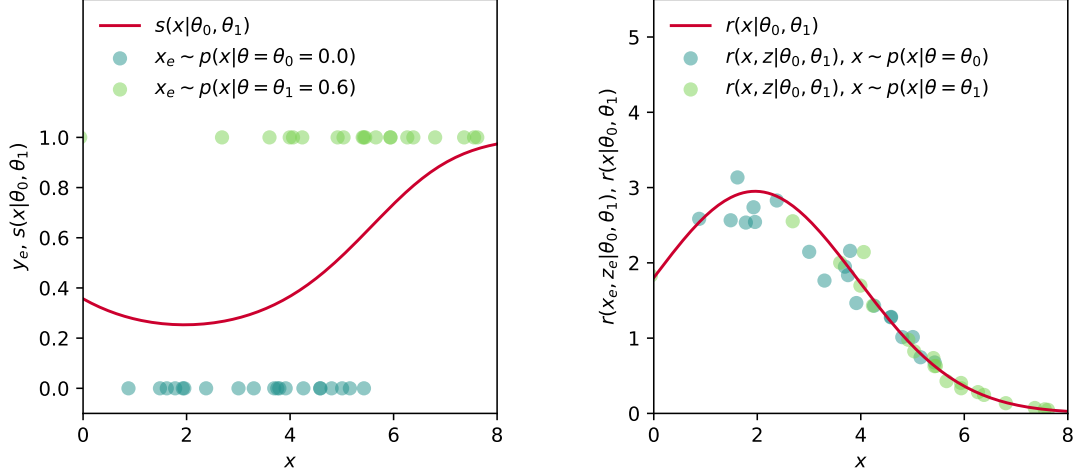 s(x|θ₀, θ₁)
xₑ ~ p(x|θ = θ₀ = 0.0)
xₑ ~ p(x|θ = θ₁ = 0.6)
yₑ, s(x|θ₀, θ₁)
1.0
0.8
0.6
0.4
0.2
0.0
0 2 4 6 8
x
r(x|θ₀, θ₁)
r(x, z|θ₀, θ₁), x ~ p(x|θ = θ₀)
r(x, z|θ₀, θ₁), x ~ p(x|θ = θ₁)
r(xₑ, zₑ|θ₀, θ₁), r(x|θ₀, θ₁)
5
4
3
2
1
0
0 2 4 6 8
x